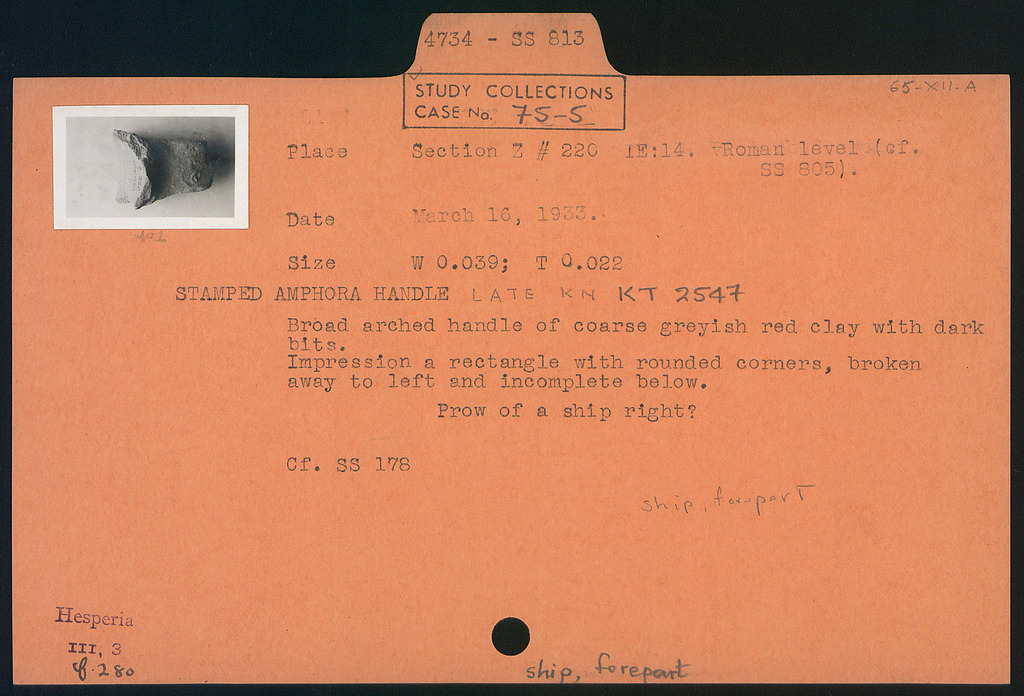 4734 - SS 813
STUDY COLLECTIONS
CASE No. 75-5
65-XII-A
Place Section Z # 220 IE:14. Roman level (cf.
SS 805).
Date March 16, 1933.
Size W 0.039; T 0.022
STAMPED AMPHORA HANDLE LATE KN KT 2547
Broad arched handle of coarse greyish red clay with dark
bits.
Impression a rectangle with rounded corners, broken
away to left and incomplete below.
Prow of a ship right?
Cf. SS 178
ship, forepart
Hesperia
III, 3
cf. 280
ship, forepart